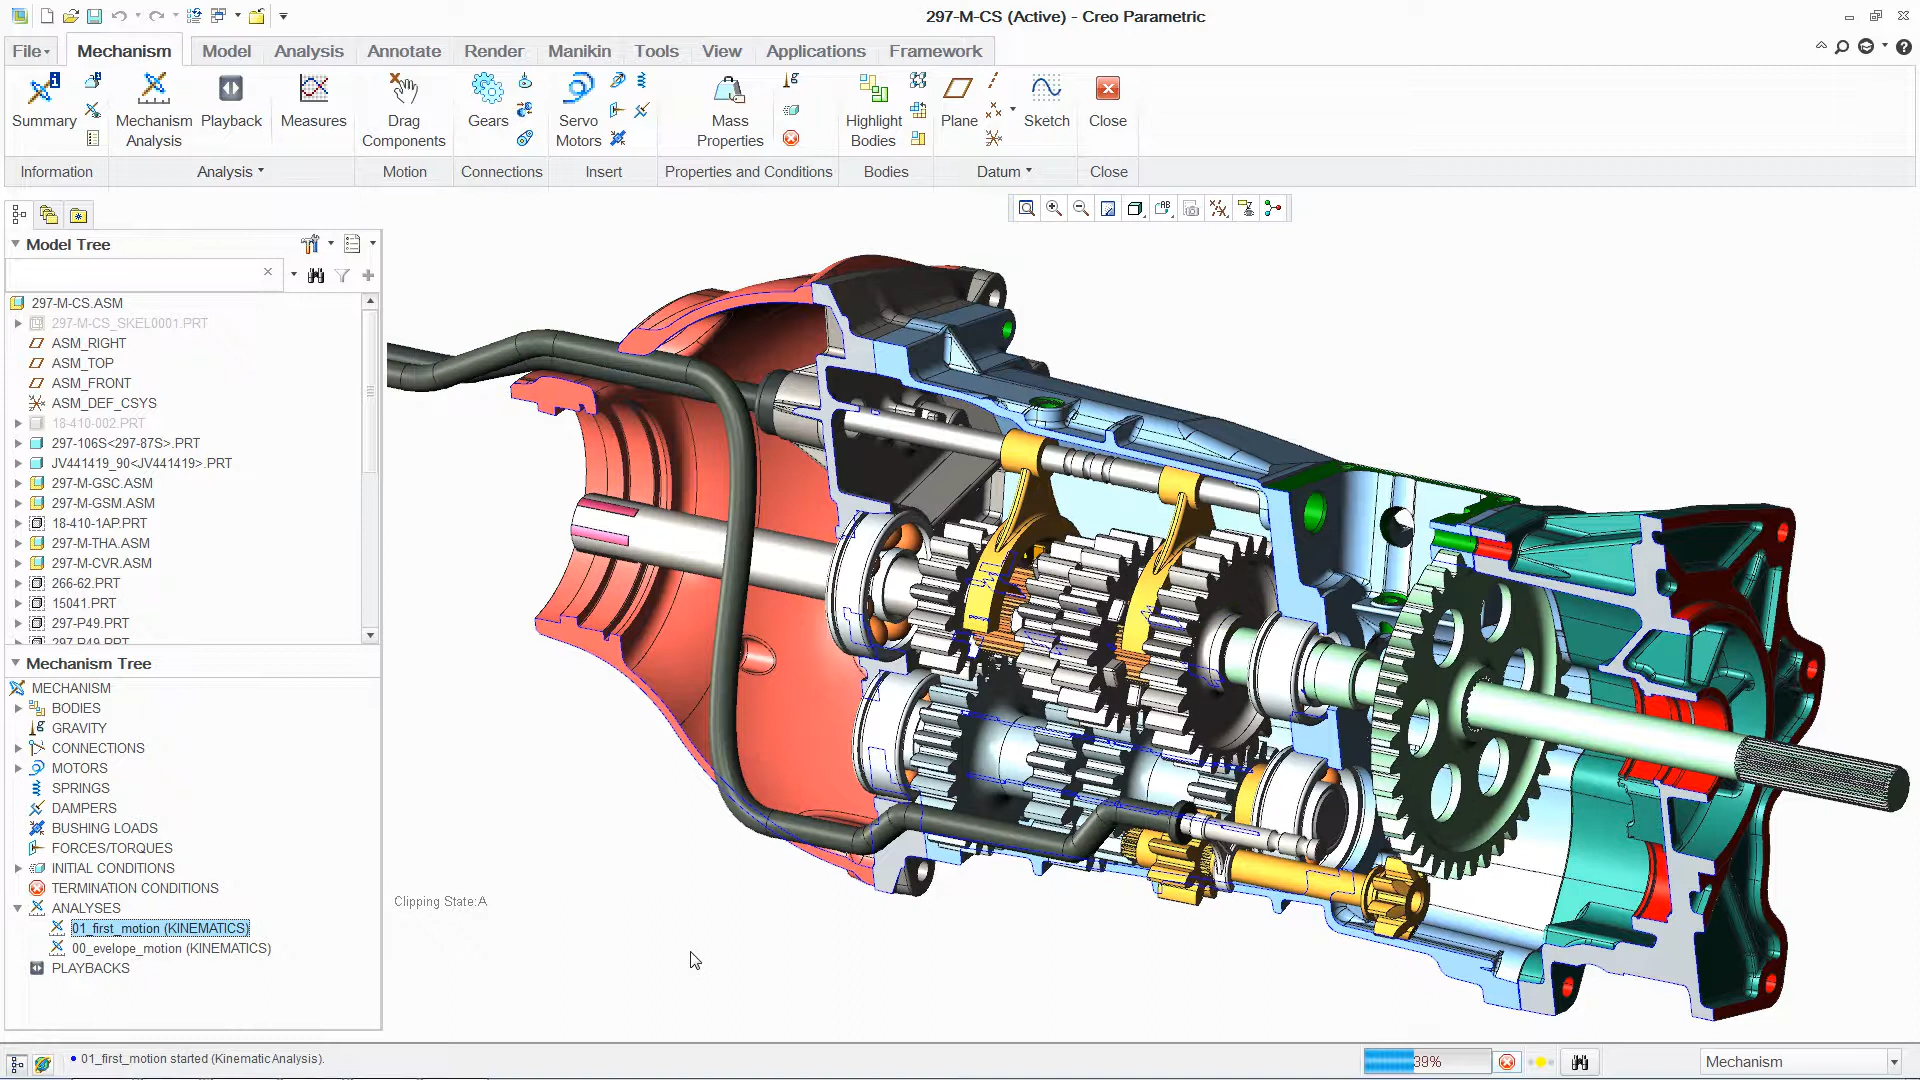 297-M-CS (Active) - Creo Parametric
File
Mechanism
Model
Analysis
Annotate
Render
Manikin
Tools
View
Applications
Framework
Summary
Mechanism
Analysis
Playback
Measures
Drag
Components
Gears
Servo
Motors
Mass
Properties
Highlight
Bodies
Plane
Sketch
Close
Information
Analysis
Motion
Connections
Insert
Properties and Conditions
Bodies
Datum
Close
Model Tree
297-M-CS.ASM
297-M-CS_SKEL0001.PRT
ASM_RIGHT
ASM_TOP
ASM_FRONT
ASM_DEF_CSYS
18-410-002.PRT
297-106S<297-87S>.PRT
JV441419_90<JV441419>.PRT
297-M-GSC.ASM
297-M-GSM.ASM
18-410-1AP.PRT
297-M-THA.ASM
297-M-CVR.ASM
266-62.PRT
15041.PRT
297-P49.PRT
297-P49.PRT
Mechanism Tree
MECHANISM
BODIES
GRAVITY
CONNECTIONS
MOTORS
SPRINGS
DAMPERS
BUSHING LOADS
FORCES/TORQUES
INITIAL CONDITIONS
TERMINATION CONDITIONS
ANALYSES
01_first_motion (KINEMATICS)
00_evelope_motion (KINEMATICS)
PLAYBACKS
Clipping State:A
01_first_motion started (KinematicAnalysis).
39%
Mechanism